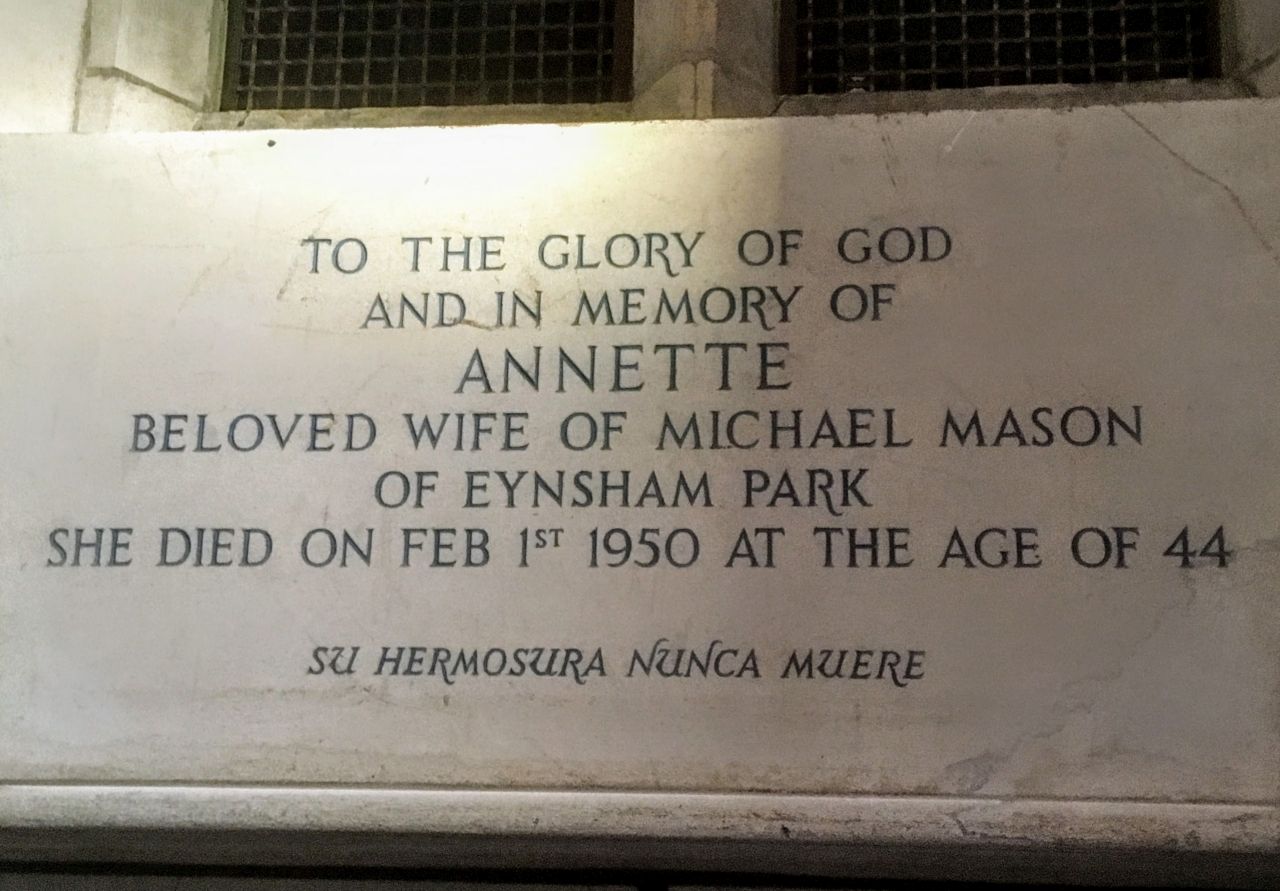 TO THE GLORY OF GOD
AND IN MEMORY OF
ANNETTE
BELOVED WIFE OF MICHAEL MASON
OF EYNSHAM PARK
SHE DIED ON FEB 1ST 1950 AT THE AGE OF 44
SU HERMOSURA NUNCA MUERE